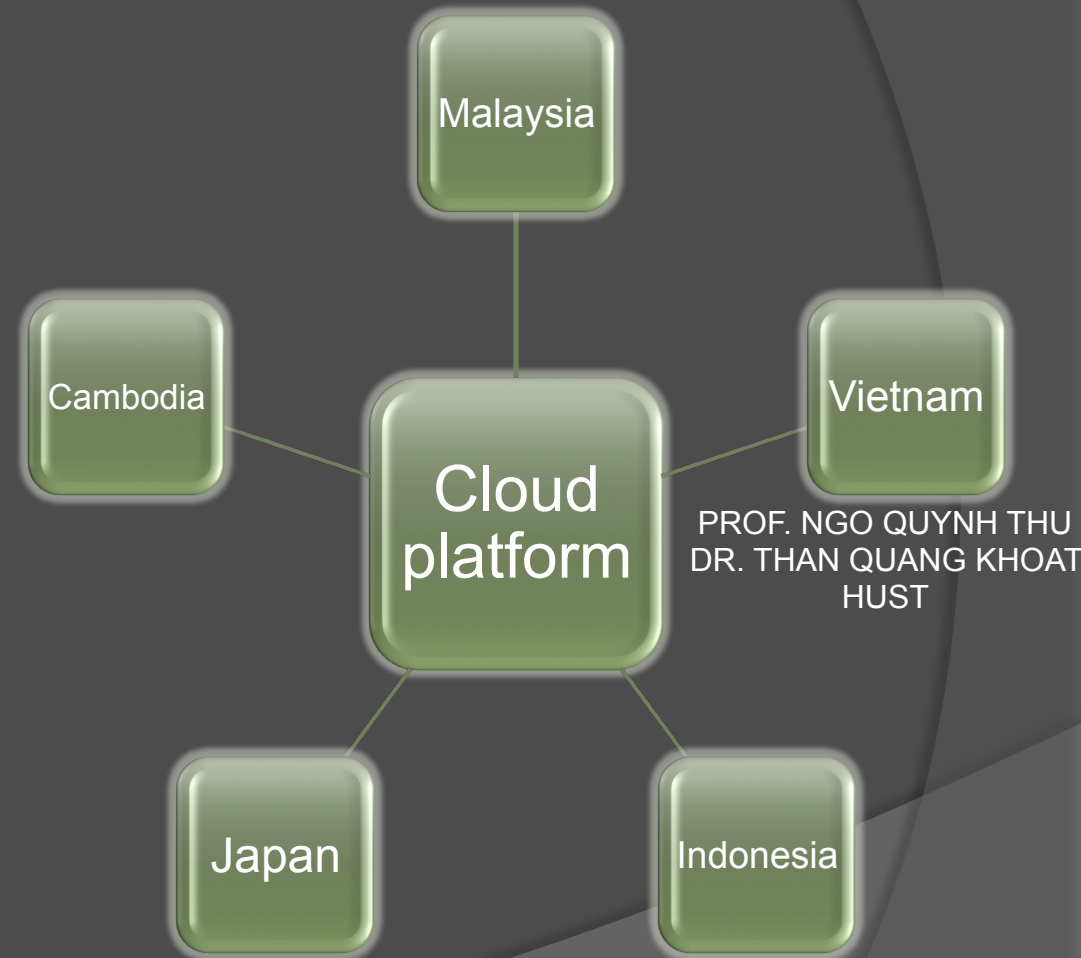 Malaysia
Cambodia
Vietnam
Cloud
platform
PROF. NGO QUYNH THU
DR. THAN QUANG KHOAT
HUST
Japan
Indonesia